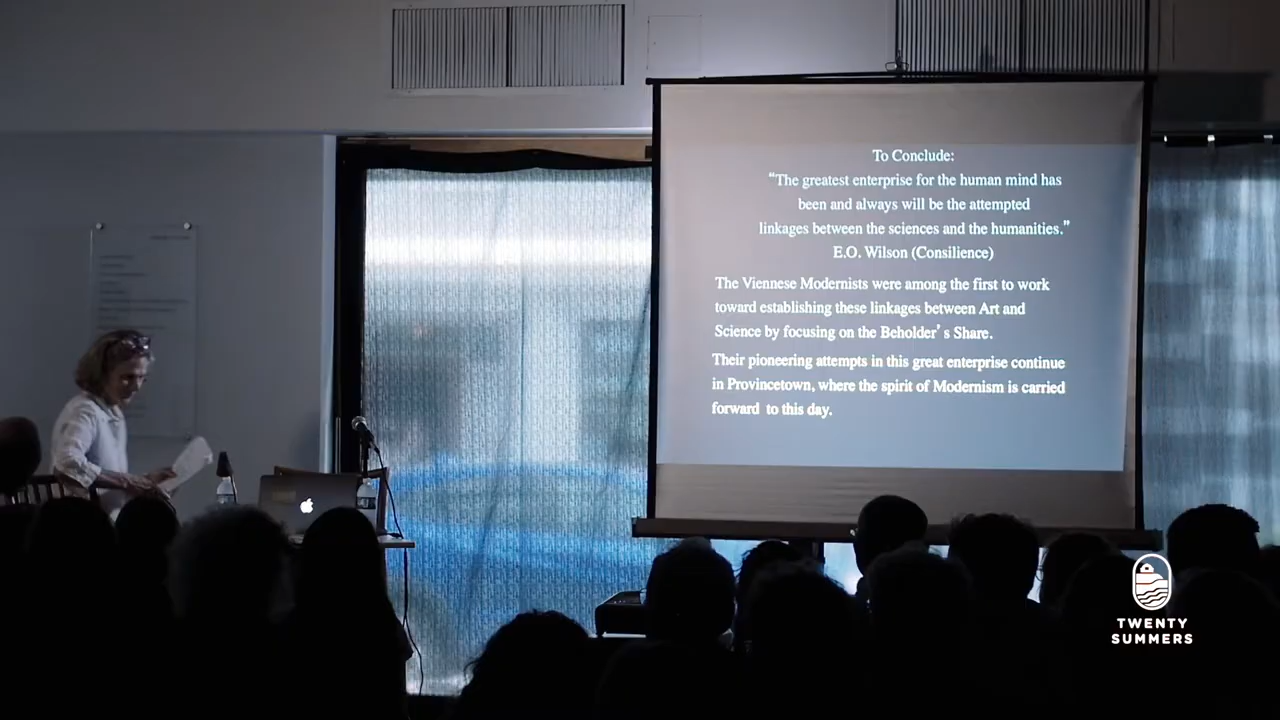 To Conclude:
“The greatest enterprise for the human mind has
been and always will be the attempted
linkages between the sciences and the humanities.”
E.O. Wilson (Consilience)
The Viennese Modernists were among the first to work
toward establishing these linkages between Art and
Science by focusing on the Beholder’ s Share.
Their pioneering attempts in this great enterprise continue
in Provincetown, where the spirit of Modernism is carried
forward  to this day.
TWENTY
SUMMERS